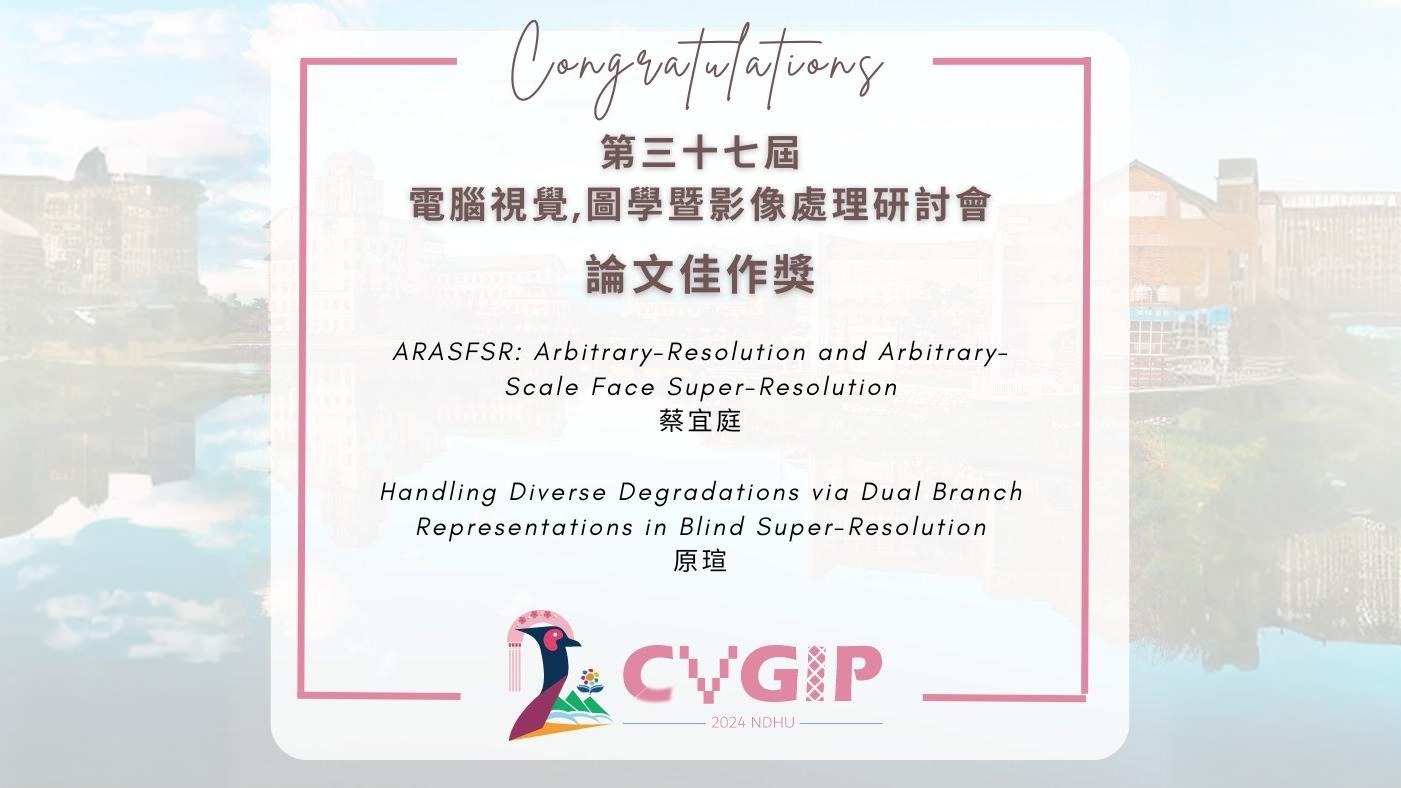 Congratulations
第三十七屆
電腦視覺,圖學暨影像處理研討會
論文佳作獎
ARASFSR: Arbitrary-Resolution and Arbitrary-
Scale Face Super-Resolution
蔡宜庭
Handling Diverse Degradations via Dual Branch
Representations in Blind Super-Resolution
原瑄
CVGIP
2024 NDHU